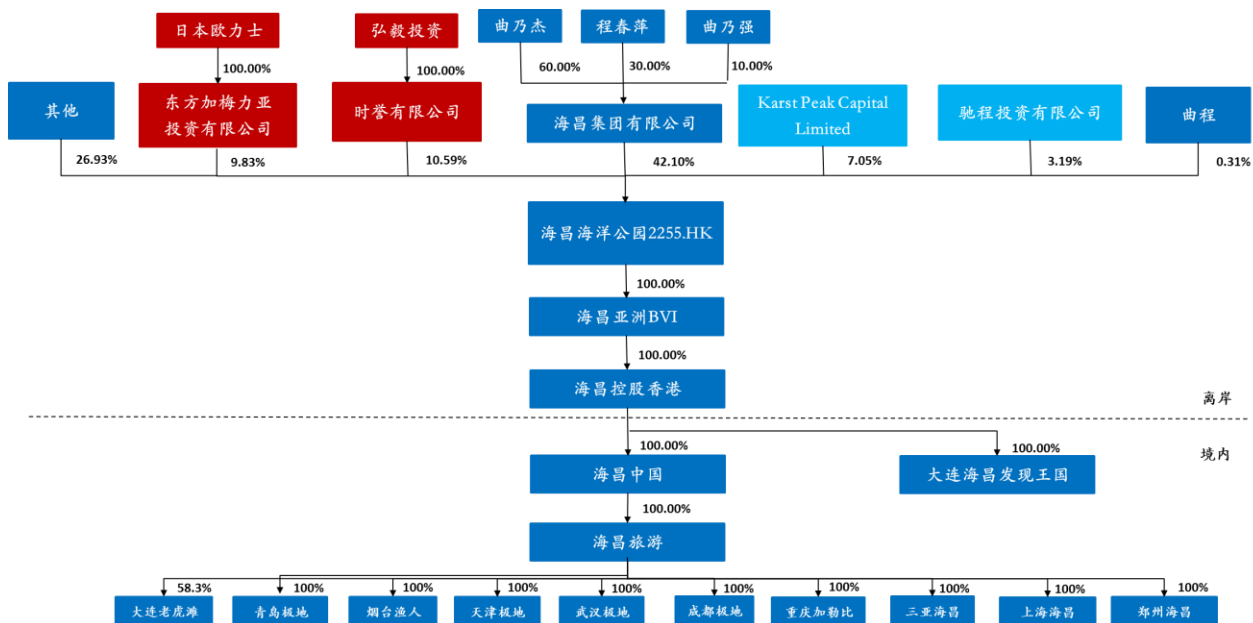 日本欧力士
弘毅投资
曲乃杰
程春萍
曲乃强
100.00%
100.00%
60.00%
30.00%
10.00%
其他
东方加梅力亚
投资有限公司
时誉有限公司
海昌集团有限公司
Karst Peak Capital
Limited
驰程投资有限公司
曲程
26.93%
9.83%
10.59%
42.10%
7.05%
3.19%
0.31%
海昌海洋公园2255.HK
100.00%
海昌亚洲BVI
100.00%
海昌控股香港
离岸
境内
100.00%
100.00%
海昌中国
大连海昌发现王国
100.00%
海昌旅游
58.3%
100%
100%
100%
100%
100%
100%
100%
100%
100%
大连老虎滩
青岛极地
烟台渔人
天津极地
武汉极地
成都极地
重庆加勒比
三亚海昌
上海海昌
郑州海昌